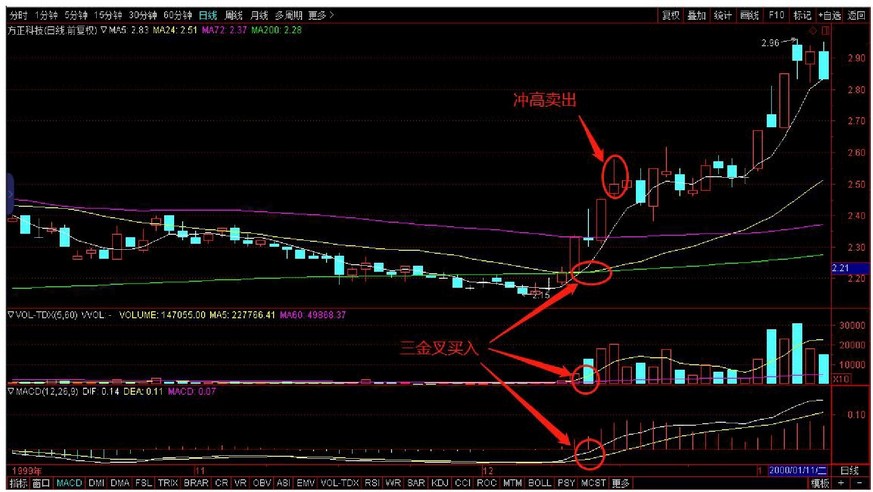 分时 1分钟 5分钟 15分钟 30分钟 60分钟 日线 周线 月线 多周期 更多> 复权 叠加 统计 画线 F10 标记 +自选 返回
方正科技(日线.前复权) ▽MA5: 2.83 MA24: 2.51 MA72: 2.37 MA200: 2.28
2.96
2.90
2.80
冲高卖出
2.70
2.60
2.50
2.40
2.30
2.21
2.20
2.15
▽VOL-TDX(5,60) VVOL: - VOLUME: 147055.00 MA5: 227766.41 MA60: 49868.37
30000
20000
三金叉买入
10000
X10
▽MACD(12,26,9) DIF: 0.14 DEA: 0.11 MACD: 0.07
0.10
1999年 11 12 1 2000/01/11/二 日线
指标 窗口 MACD DMI DMA FSL TRIX BRAR CR VR OBV ASI EMV VOL-TDX RSI WR SAR KDJ CCI ROC MTM BOLL PSY MCST 更多 模板 + -